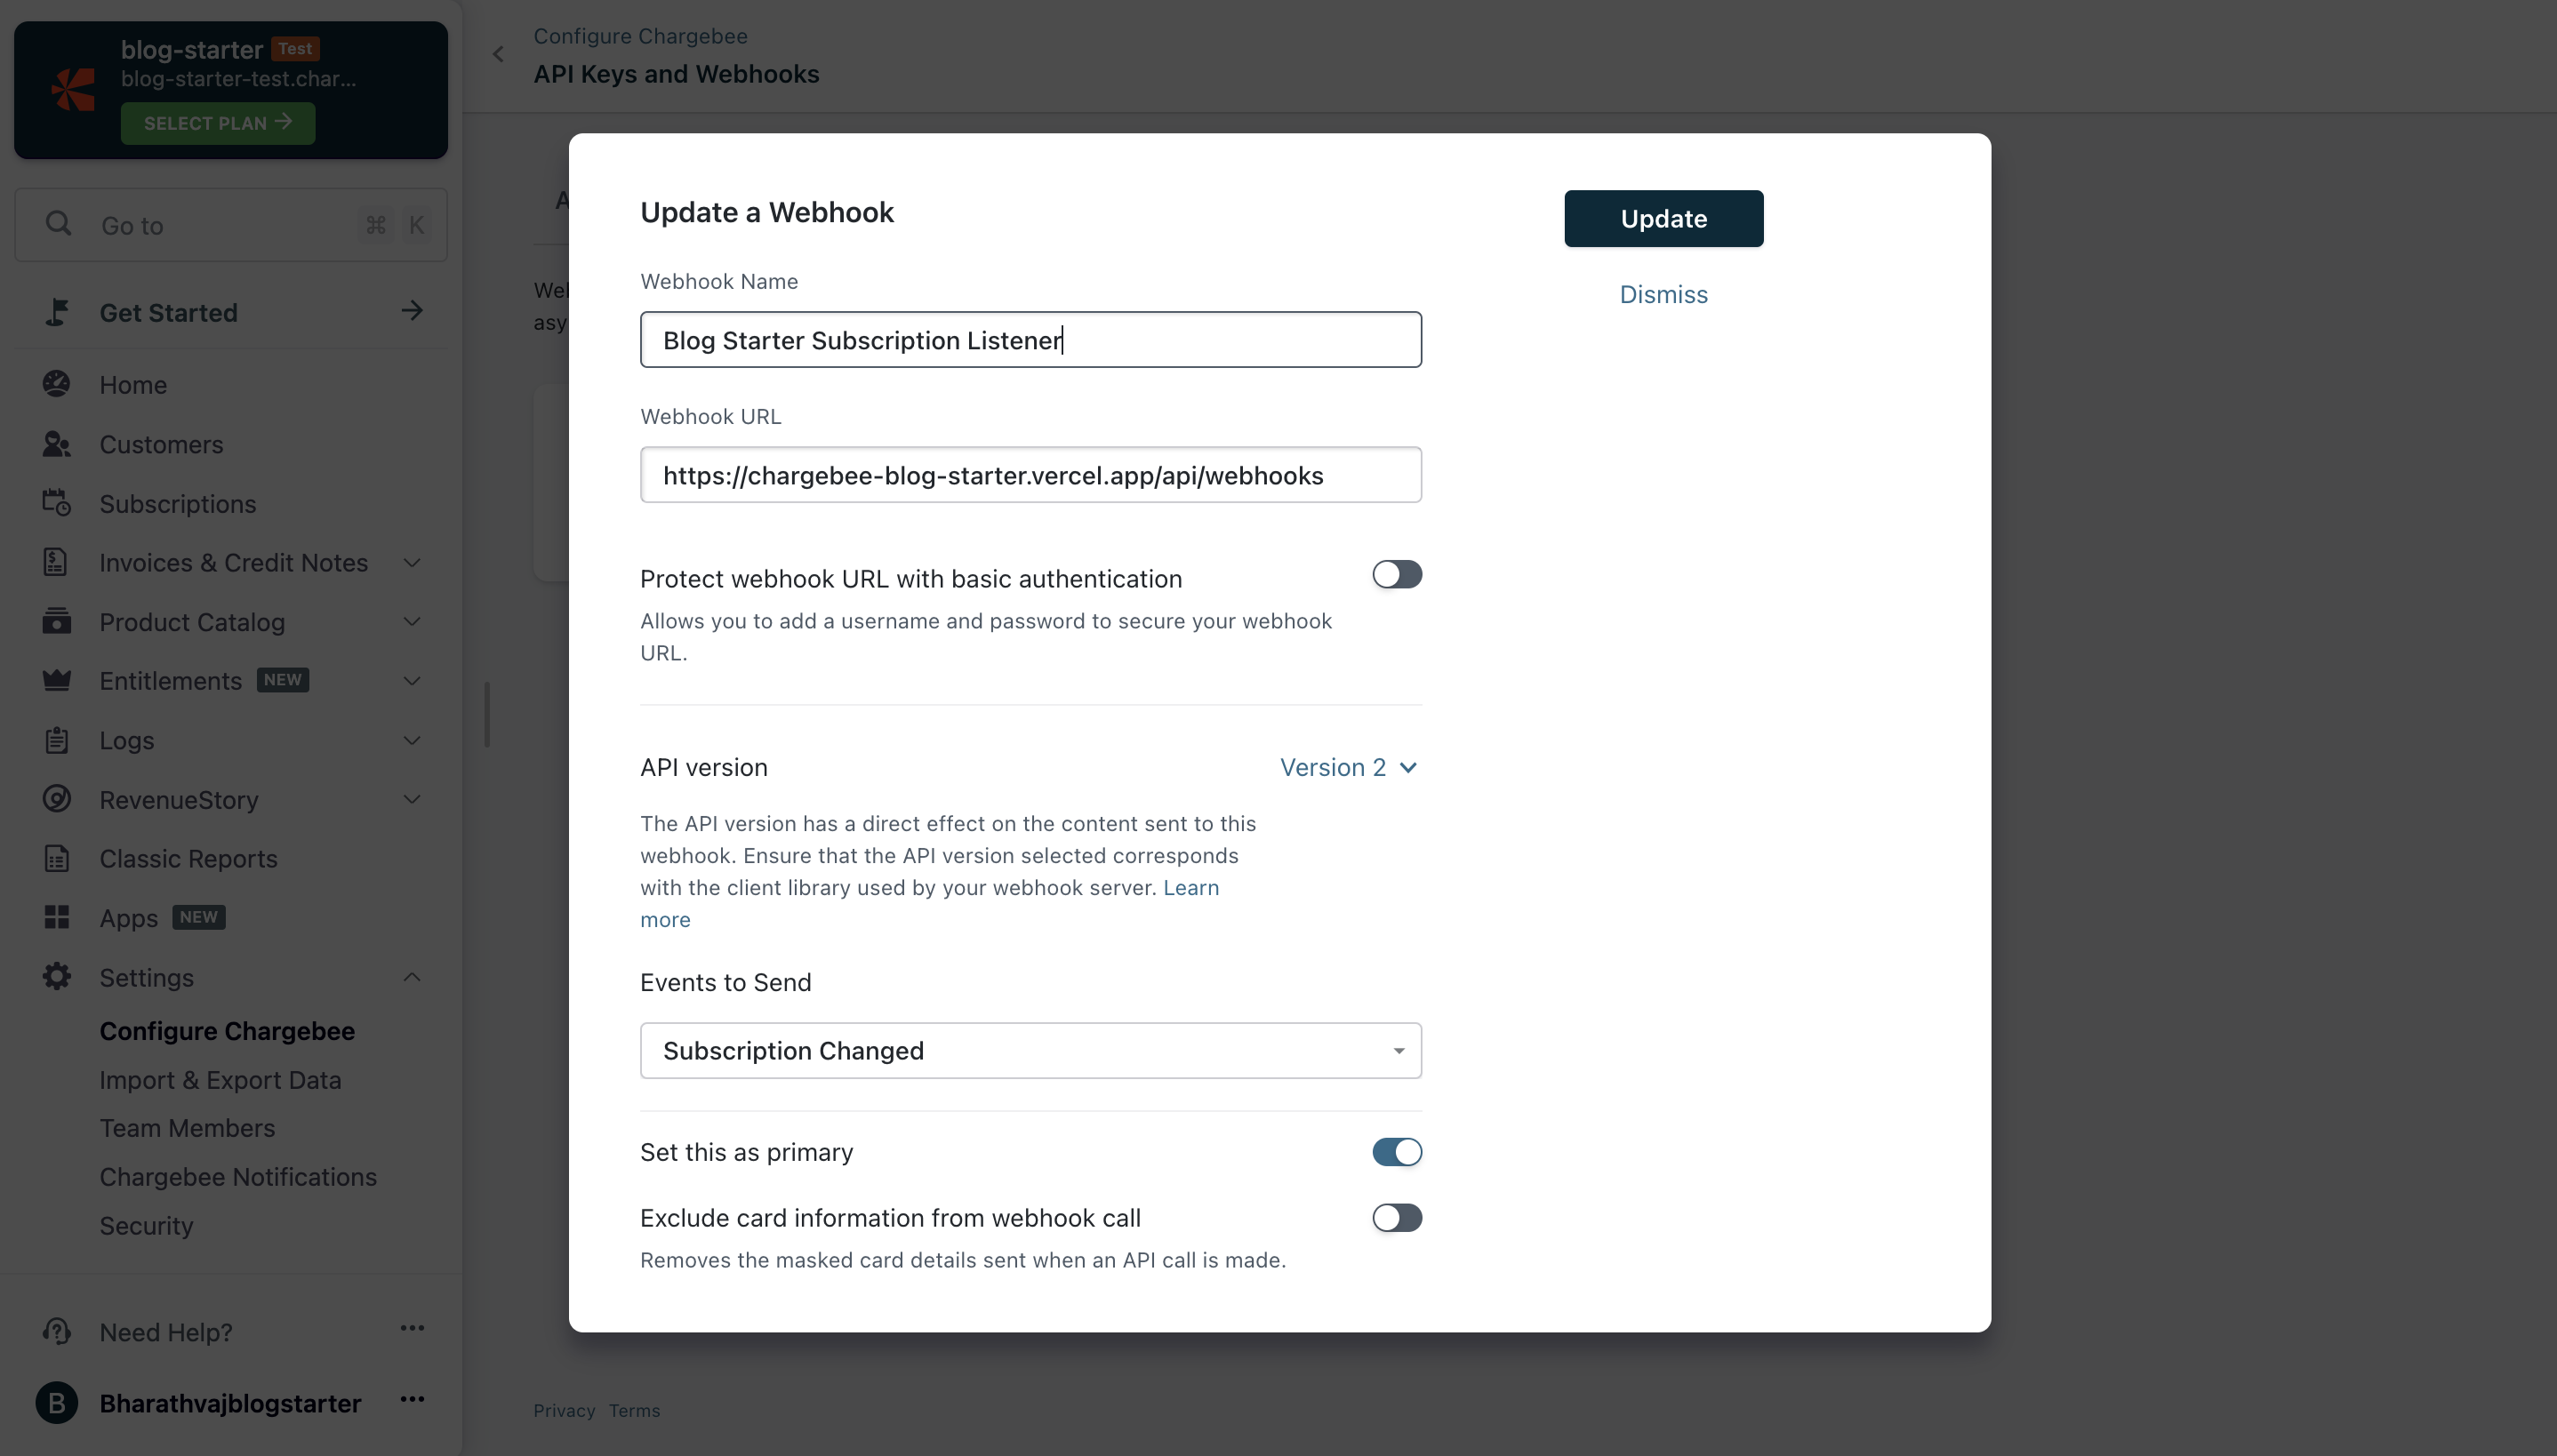 blog-starter Test
blog-starter-test.char...
SELECT PLAN
Go to ⌘ K
Get Started
Home
Customers
Subscriptions
Invoices & Credit Notes
Product Catalog
Entitlements NEW
Logs
RevenueStory
Classic Reports
Apps NEW
Settings
Configure Chargebee
Import & Export Data
Team Members
Chargebee Notifications
Security
Need Help?
B Bharathvajblogstarter
Configure Chargebee
API Keys and Webhooks
Update a Webhook
Update
Dismiss
Webhook Name
Blog Starter Subscription Listener
Webhook URL
https://chargebee-blog-starter.vercel.app/api/webhooks
Protect webhook URL with basic authentication
Allows you to add a username and password to secure your webhook
URL.
API version
Version 2
The API version has a direct effect on the content sent to this
webhook. Ensure that the API version selected corresponds
with the client library used by your webhook server. Learn
more
Events to Send
Subscription Changed
Set this as primary
Exclude card information from webhook call
Removes the masked card details sent when an API call is made.
Privacy Terms